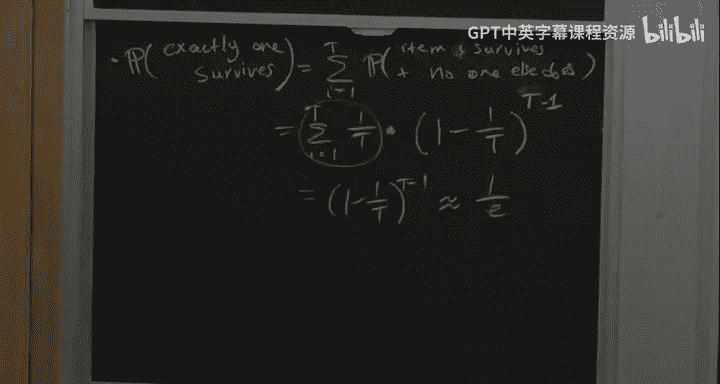 GPT中英字幕课程资源 bilibili
· ℙ( exactly one survives ) = Σ_{i=1}^{T} ℙ( item i survives + no one else does )
= Σ_{i=1}^{T} 1/T · (1 - 1/T)^{T-1}
= (1 - 1/T)^{T-1} ≈ 1/e